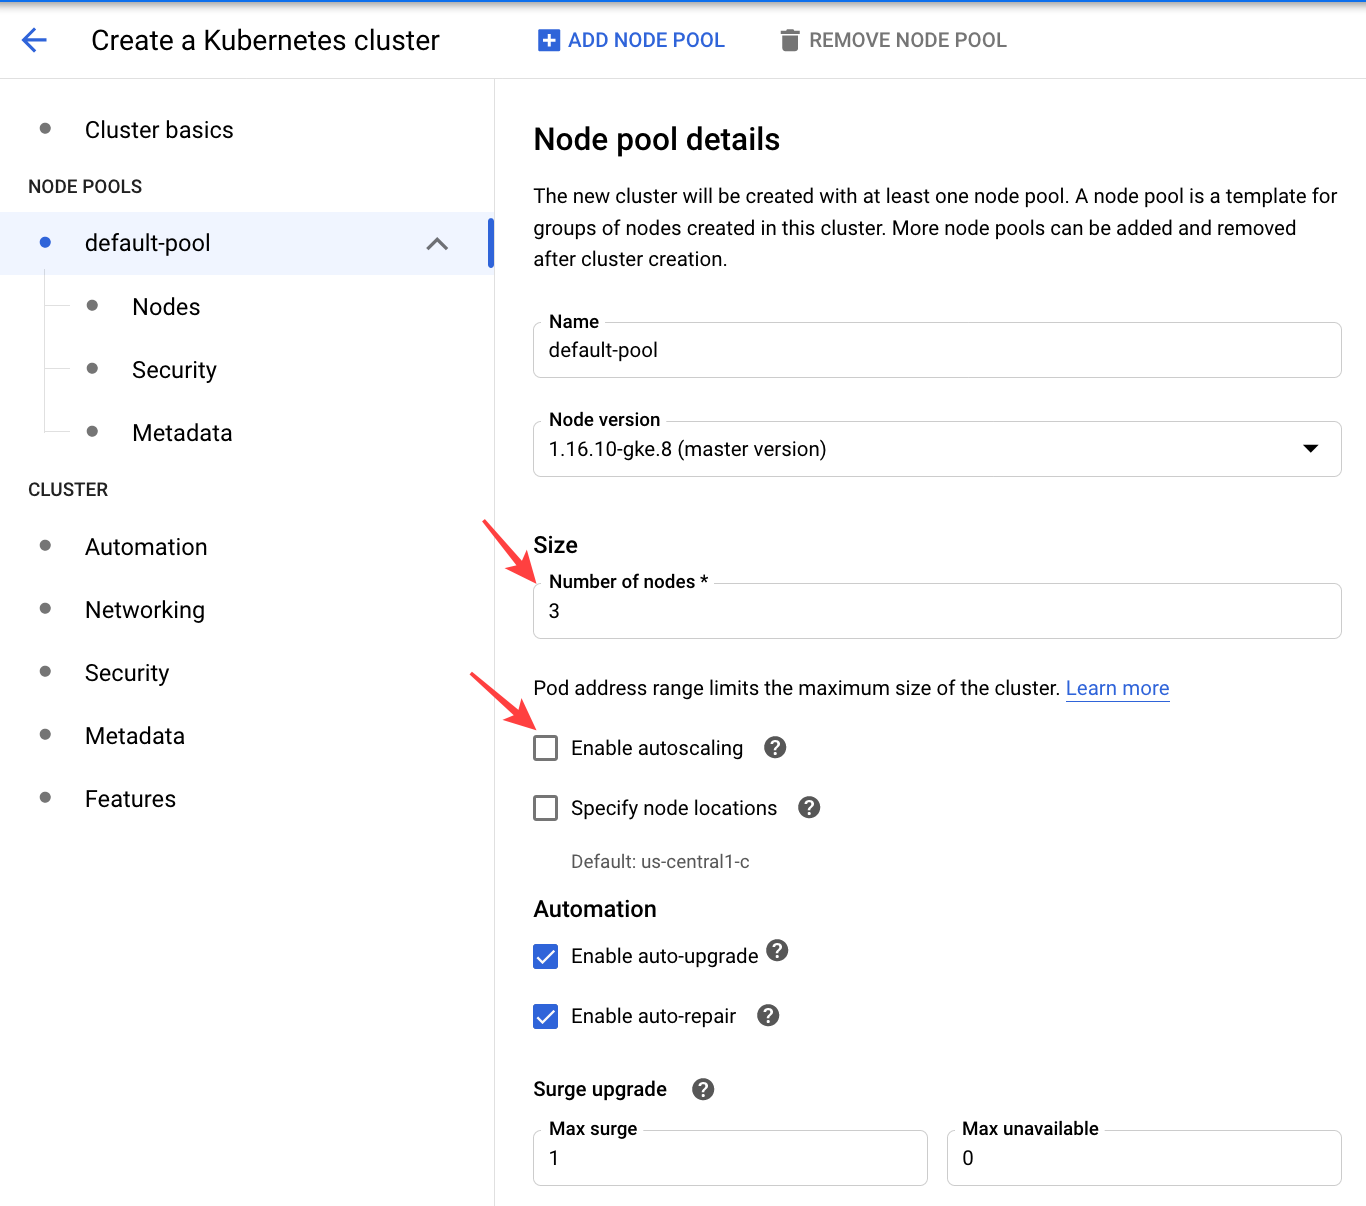 Create a Kubernetes cluster
ADD NODE POOL
REMOVE NODE POOL
Cluster basics
NODE POOLS
default-pool
Nodes
Security
Metadata
CLUSTER
Automation
Networking
Security
Metadata
Features
Node pool details
The new cluster will be created with at least one node pool. A node pool is a template for
groups of nodes created in this cluster. More node pools can be added and removed
after cluster creation.
Name
default-pool
Node version
1.16.10-gke.8 (master version)
Size
Number of nodes *
3
Pod address range limits the maximum size of the cluster. Learn more
Enable autoscaling ?
Specify node locations ?
Default: us-central1-c
Automation
Enable auto-upgrade ?
Enable auto-repair ?
Surge upgrade ?
Max surge
1
Max unavailable
0